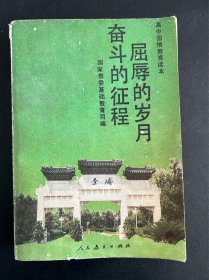 高中国情教育读本
屈辱的岁月
奋斗的征程
国家教委基础教育司编
人民教育出版社